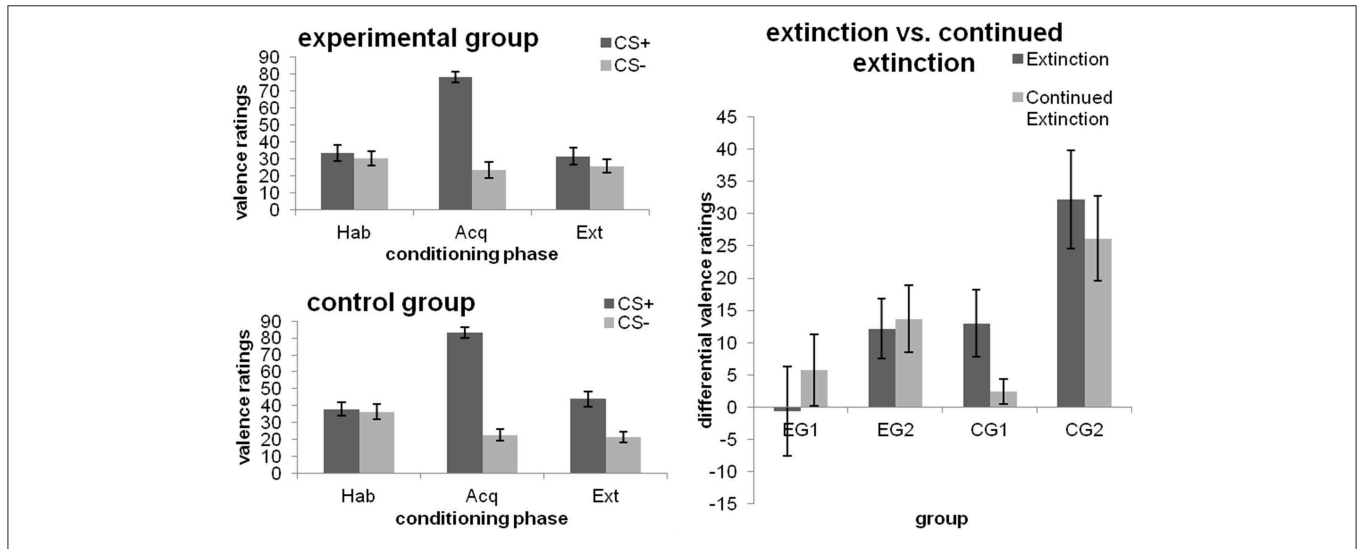 experimental group
CS+
CS-
valence ratings
90
80
70
60
50
40
30
20
10
0
Hab Acq Ext
conditioning phase
control group
CS+
CS-
valence ratings
90
80
70
60
50
40
30
20
10
0
Hab Acq Ext
conditioning phase
extinction vs. continued
extinction
Extinction
Continued
Extinction
differential valence ratings
45
40
35
30
25
20
15
10
5
0
-5
-10
-15
EG1 EG2 CG1 CG2
group